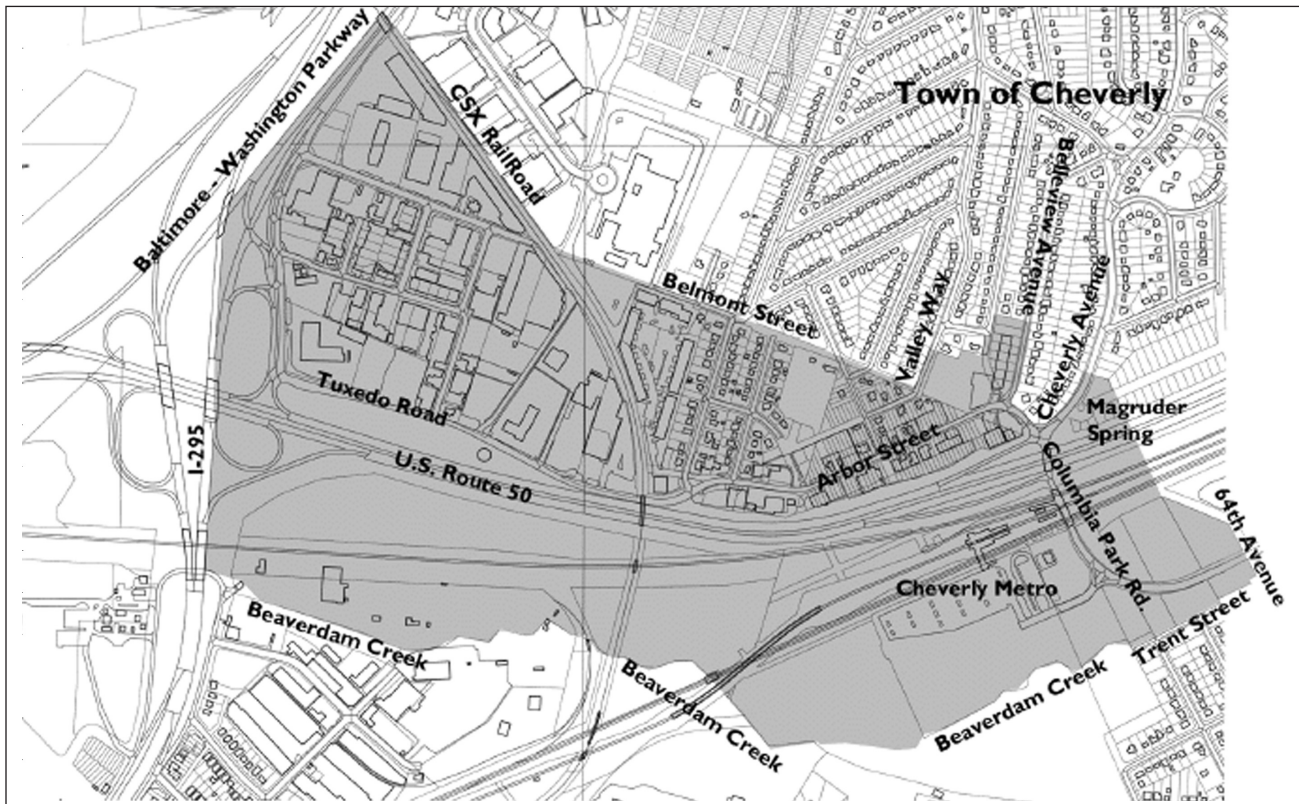 Town of Cheverly
Baltimore - Washington Parkway
CSX RailRoad
Belleview Avenue
Belmont Street
Valley Way
Cheverly Avenue
Tuxedo Road
Magruder
Spring
I-295
U.S. Route 50
Arbor Street
Columbia Park Rd.
64th Avenue
Cheverly Metro
Beaverdam Creek
Trent Street
Beaverdam Creek
Beaverdam Creek